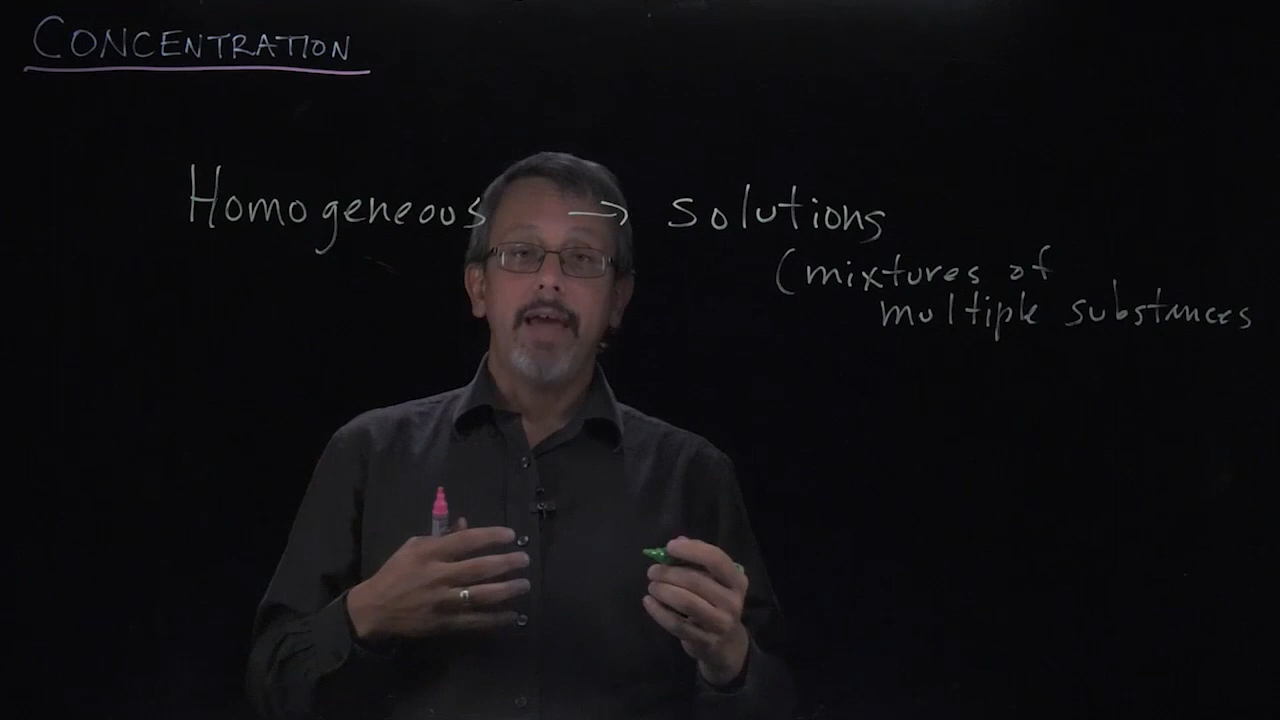 CONCENTRATION
Homogeneous → solutions
(mixtures of
multiple substances